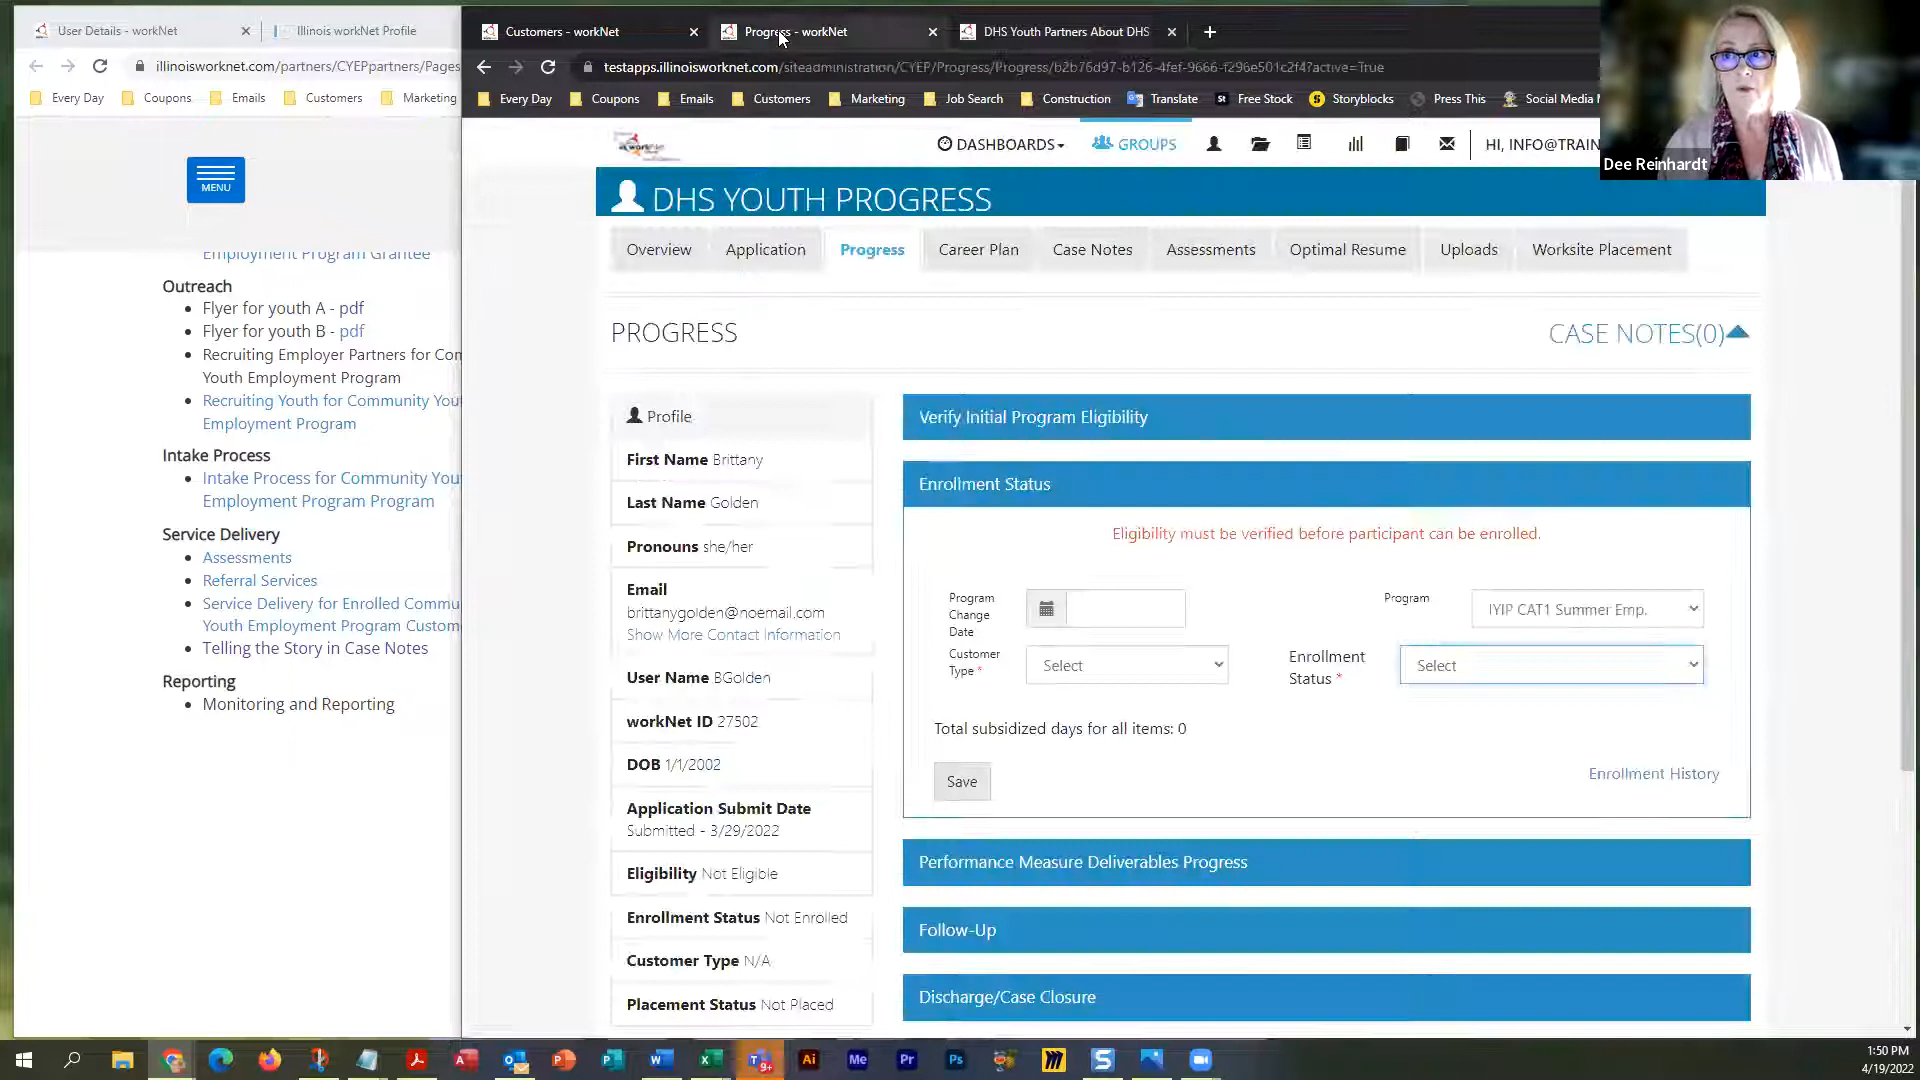 User Details - workNet
Illinois workNet Profile
Customers - workNet
Progress - workNet
DHS Youth Partners About DHS
illinoisworknet.com/partners/CYEPpartners/Pages
testapps.illinoisworknet.com/siteadministration/CYEP/Progress/Progress/b2b76d97-b126-4fef-9666-f296e501c2f4?active=True
Every Day
Coupons
Emails
Customers
Marketing
Every Day
Coupons
Emails
Customers
Marketing
Job Search
Construction
Translate
Free Stock
Storyblocks
Press This
Social Media
Dee Reinhardt
MENU
DASHBOARDS
GROUPS
HI, INFO@TRAIN
DHS YOUTH PROGRESS
Overview
Application
Progress
Career Plan
Case Notes
Assessments
Optimal Resume
Uploads
Worksite Placement
Employment Program Grantee
Outreach
Flyer for youth A - pdf
Flyer for youth B - pdf
Recruiting Employer Partners for Com
Youth Employment Program
Recruiting Youth for Community You
Employment Program
Intake Process
Intake Process for Community You
Employment Program Program
Service Delivery
Assessments
Referral Services
Service Delivery for Enrolled Commu
Youth Employment Program Custom
Telling the Story in Case Notes
Reporting
Monitoring and Reporting
PROGRESS
CASE NOTES(0)
Profile
First Name Brittany
Last Name Golden
Pronouns she/her
Email
brittanygolden@noemail.com
Show More Contact Information
User Name BGolden
workNet ID 27502
DOB 1/1/2002
Application Submit Date
Submitted - 3/29/2022
Eligibility Not Eligible
Enrollment Status Not Enrolled
Customer Type N/A
Placement Status Not Placed
Verify Initial Program Eligibility
Enrollment Status
Eligibility must be verified before participant can be enrolled.
Program
Change
Date
Program
IYIP CAT1 Summer Emp.
Customer
Type *
Select
Enrollment
Status *
Select
Total subsidized days for all items: 0
Save
Enrollment History
Performance Measure Deliverables Progress
Follow-Up
Discharge/Case Closure
9+
Ai
Me
Pr
Ps
1:50 PM
4/19/2022